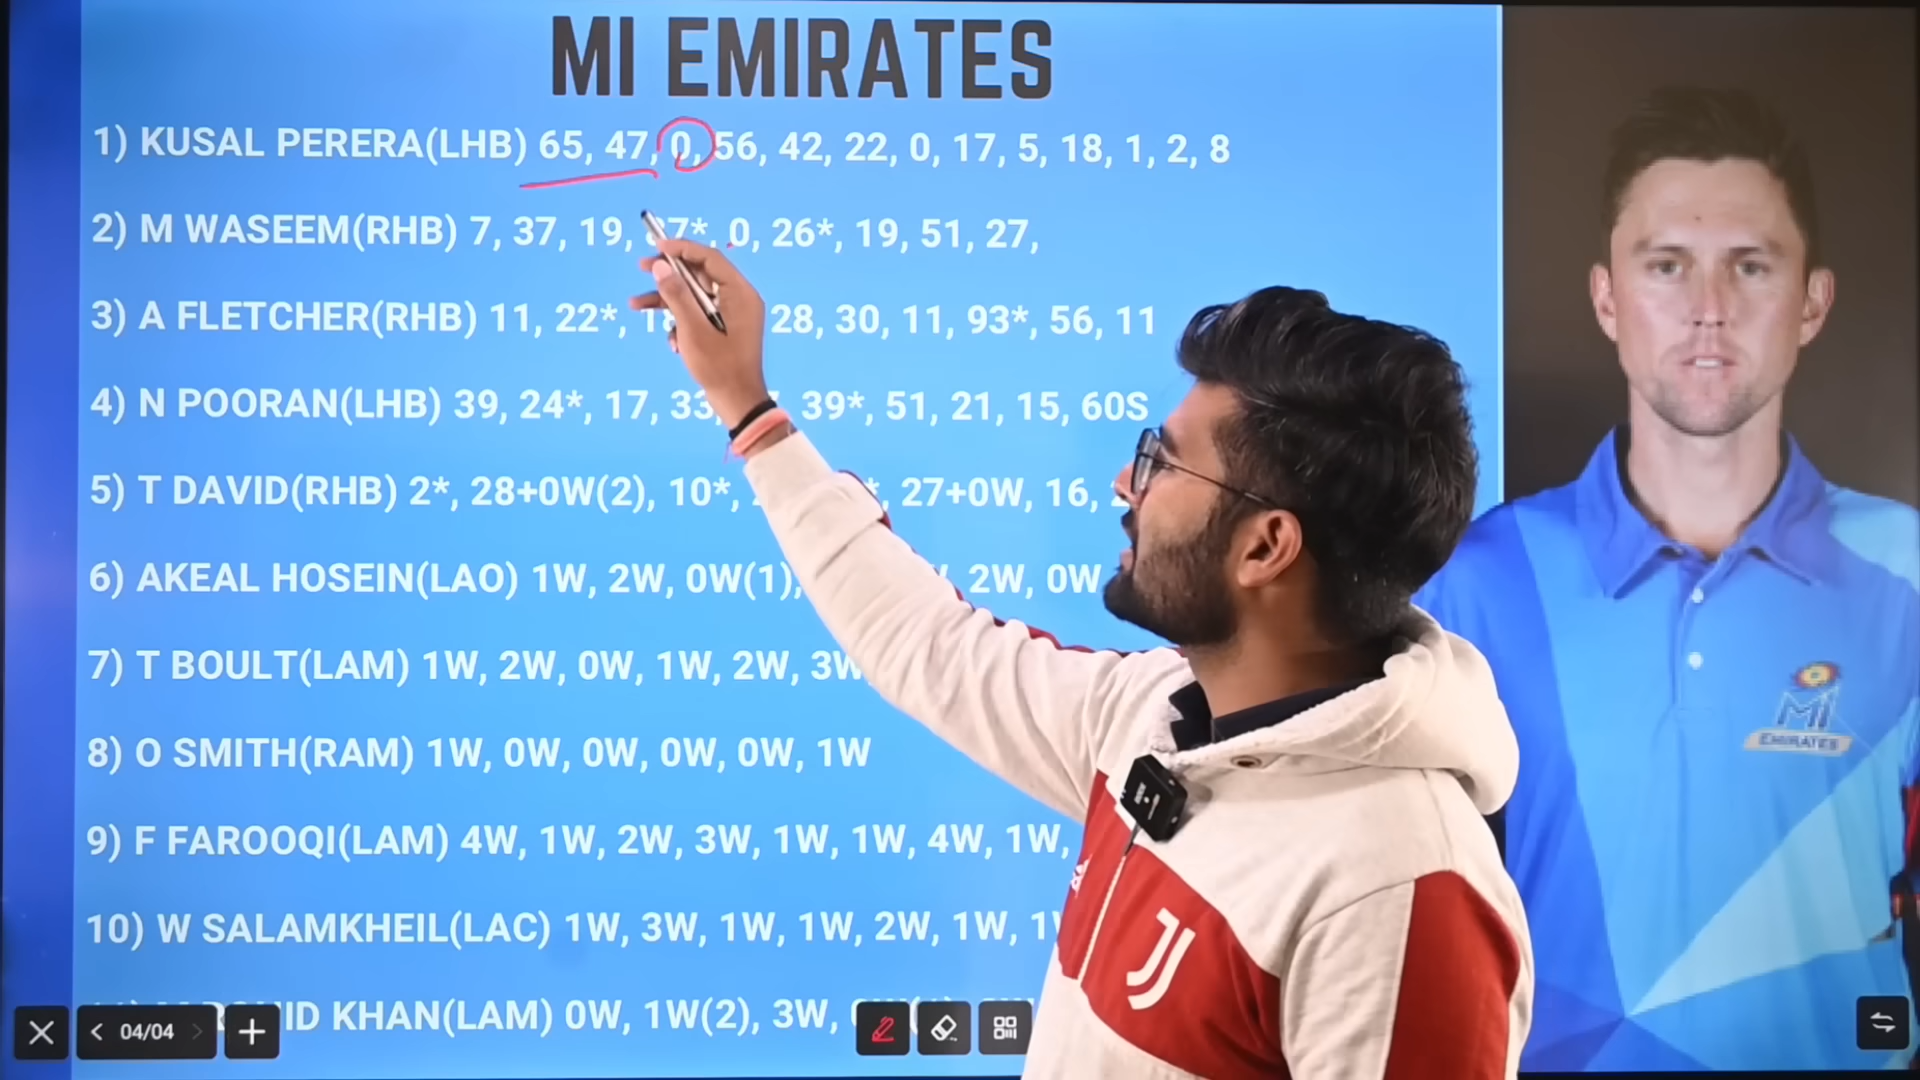 MI EMIRATES
1) KUSAL PERERA(LHB) 65, 47, 0, 56, 42, 22, 0, 17, 5, 18, 1, 2, 8
2) M WASEEM(RHB) 7, 37, 19, 87*, 0, 26*, 19, 51, 27,
3) A FLETCHER(RHB) 11, 22*, 28, 30, 11, 93*, 56, 11
4) N POORAN(LHB) 39, 24*, 17, 33, 39*, 51, 21, 15, 60S
5) T DAVID(RHB) 2*, 28+0W(2), 10*, 27+0W, 16,
6) AKEAL HOSEIN(LAO) 1W, 2W, 0W(1), 2W, 0W
7) T BOULT(LAM) 1W, 2W, 0W, 1W, 2W, 3W
8) O SMITH(RAM) 1W, 0W, 0W, 0W, 0W, 1W
9) F FAROOQI(LAM) 4W, 1W, 2W, 3W, 1W, 1W, 4W, 1W,
10) W SALAMKHEIL(LAC) 1W, 3W, 1W, 1W, 2W, 1W,
KHAN(LAM) 0W, 1W(2), 3W,
04/04
MI
EMIRATES